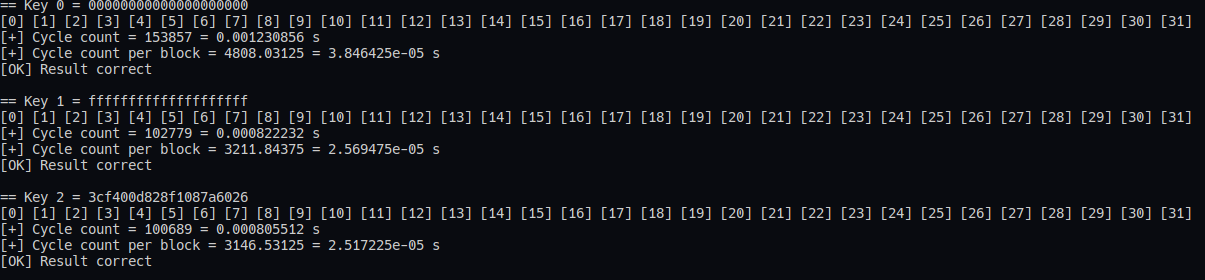 == Key 0 = 00000000000000000000
[0] [1] [2] [3] [4] [5] [6] [7] [8] [9] [10] [11] [12] [13] [14] [15] [16] [17] [18] [19] [20] [21] [22] [23] [24] [25] [26] [27] [28] [29] [30] [31]
[+] Cycle count = 153857 = 0.001230856 s
[+] Cycle count per block = 4808.03125 = 3.846425e-05 s
[OK] Result correct

== Key 1 = ffffffffffffffffffff
[0] [1] [2] [3] [4] [5] [6] [7] [8] [9] [10] [11] [12] [13] [14] [15] [16] [17] [18] [19] [20] [21] [22] [23] [24] [25] [26] [27] [28] [29] [30] [31]
[+] Cycle count = 102779 = 0.000822232 s
[+] Cycle count per block = 3211.84375 = 2.569475e-05 s
[OK] Result correct

== Key 2 = 3cf400d828f1087a6026
[0] [1] [2] [3] [4] [5] [6] [7] [8] [9] [10] [11] [12] [13] [14] [15] [16] [17] [18] [19] [20] [21] [22] [23] [24] [25] [26] [27] [28] [29] [30] [31]
[+] Cycle count = 100689 = 0.000805512 s
[+] Cycle count per block = 3146.53125 = 2.517225e-05 s
[OK] Result correct